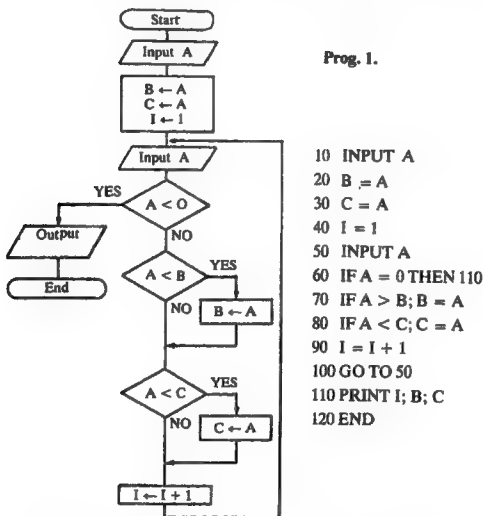 Start
Input A
B ← A
C ← A
I ← 1
Input A
YES
A < O
Output
NO
End
A < B
YES
NO
B ← A
A < C
YES
NO
C ← A
I ← I + 1
Prog. 1.
10 INPUT A
20 B = A
30 C = A
40 I = 1
50 INPUT A
60 IF A = 0 THEN 110
70 IF A > B; B = A
80 IF A < C; C = A
90 I = I + 1
100 GO TO 50
110 PRINT I; B; C
120 END